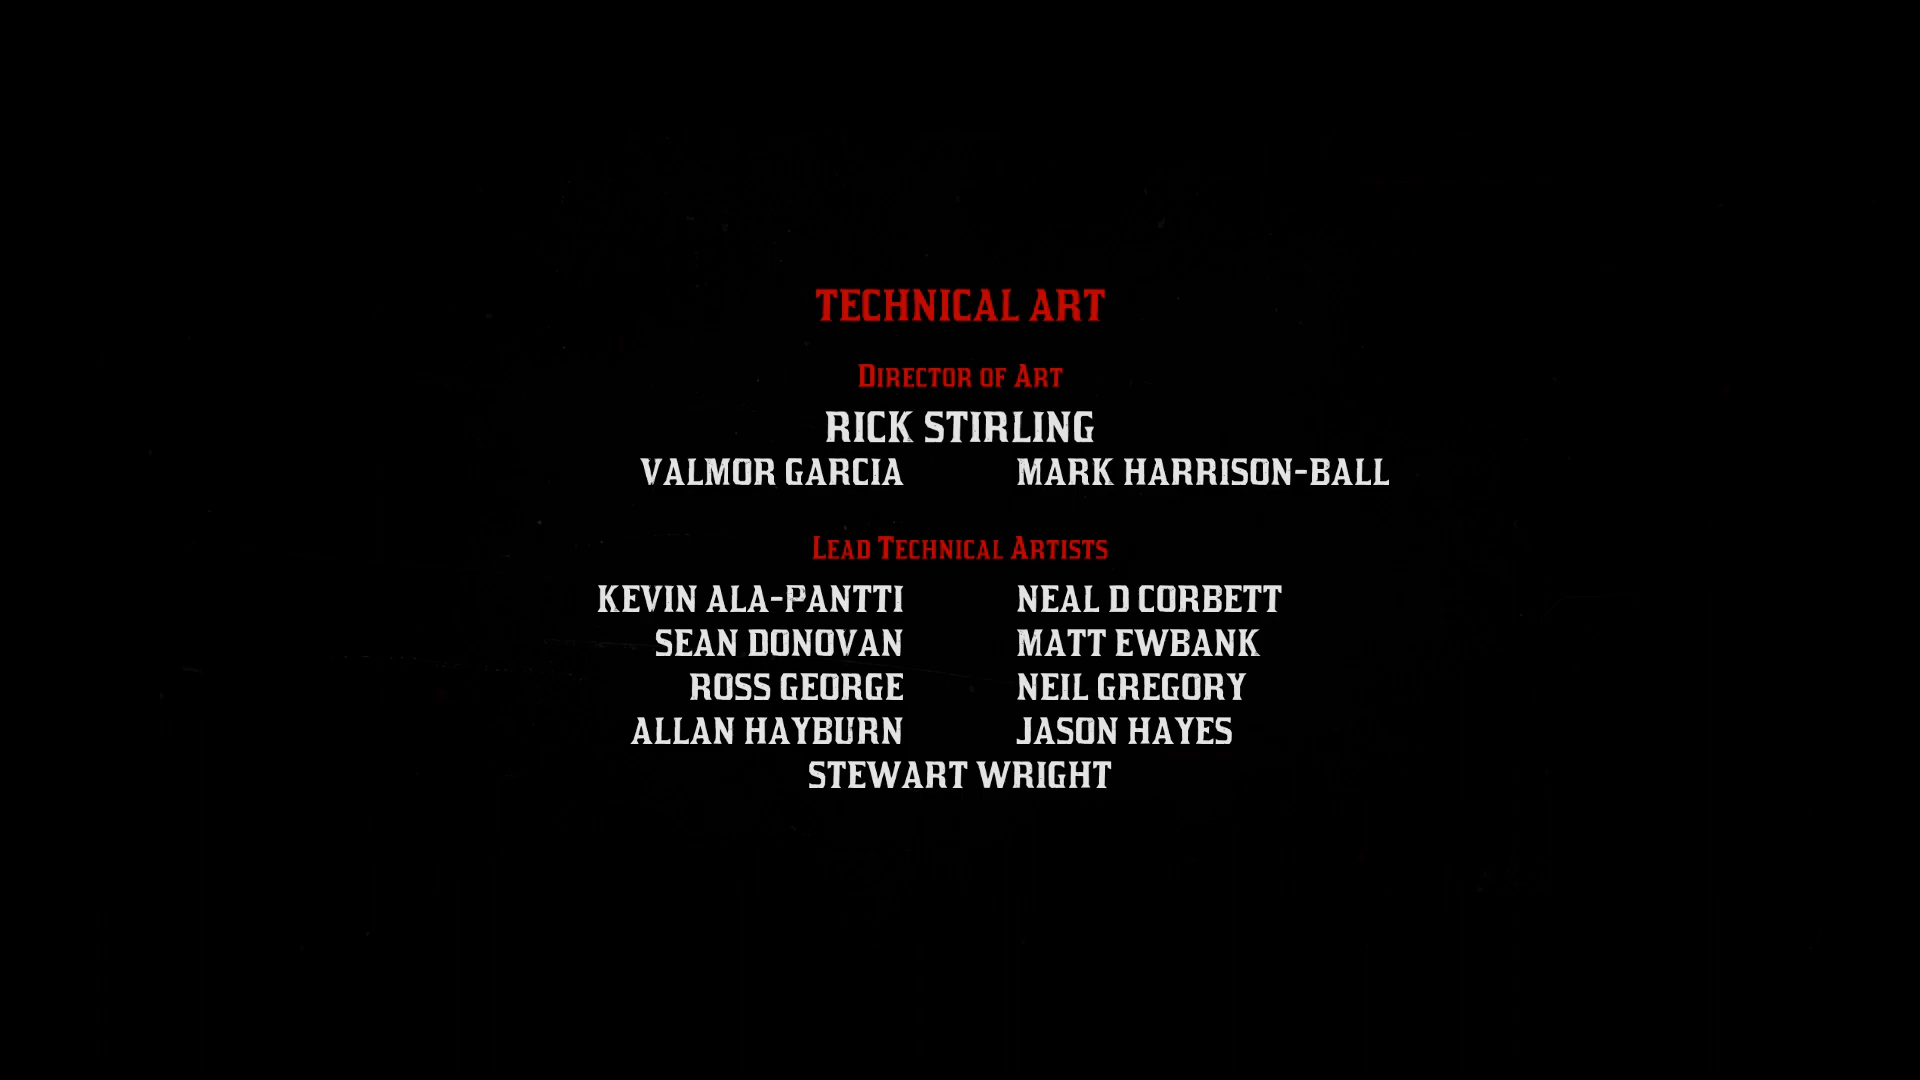 TECHNICAL ART
DIRECTOR OF ART
RICK STIRLING
VALMOR GARCIA MARK HARRISON-BALL
LEAD TECHNICAL ARTISTS
KEVIN ALA-PANTTI NEAL D CORBETT
SEAN DONOVAN MATT EWBANK
ROSS GEORGE NEIL GREGORY
ALLAN HAYBURN JASON HAYES
STEWART WRIGHT